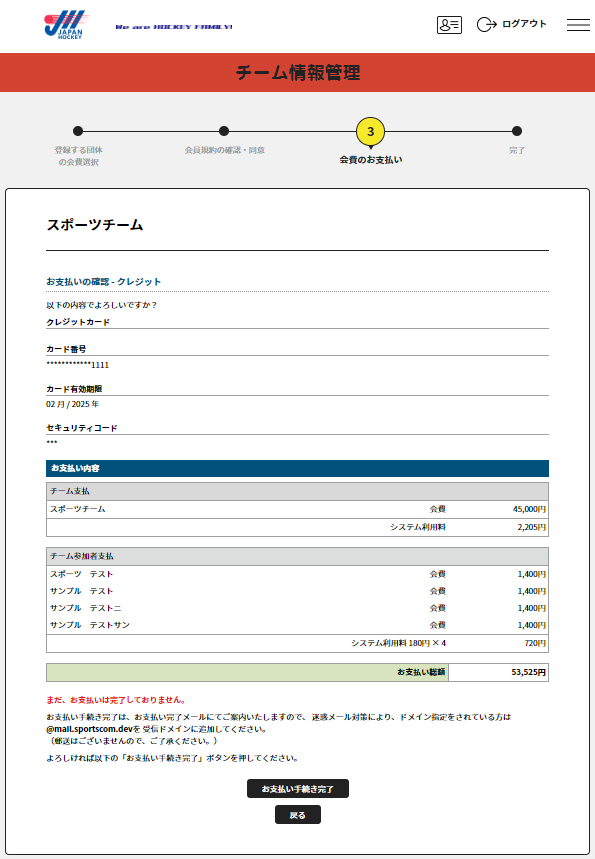 JAPAN
HOCKEY
We are HOCKEY FAMILY!
ログアウト
チーム情報管理
3
登録する団体
の会費選択
会員規約の確認・同意
会費のお支払い
完了
スポーツチーム
お支払いの確認 - クレジット
以下の内容でよろしいですか？
クレジットカード
カード番号
************1111
カード有効期限
02 月 / 2025 年
セキュリティコード
***
お支払い内容
チーム支払
スポーツチーム 会費 45,000円
システム利用料 2,205円
チーム参加者支払
スポーツ　テスト 会費 1,400円
サンプル　テスト 会費 1,400円
サンプル　テストニ 会費 1,400円
サンプル　テストサン 会費 1,400円
システム利用料 180円 × 4 720円
お支払い総額 53,525円
まだ、お支払いは完了しておりません。
お支払い手続き完了は、お支払い完了メールにてご案内いたしますので、 迷惑メール対策により、ドメイン指定をされている方は
@mail.sportscom.devを 受信ドメインに追加してください。
（郵送はございませんので、ご了承ください。）
よろしければ以下の「お支払い手続き完了」ボタンを押してください。
お支払い手続き完了
戻る